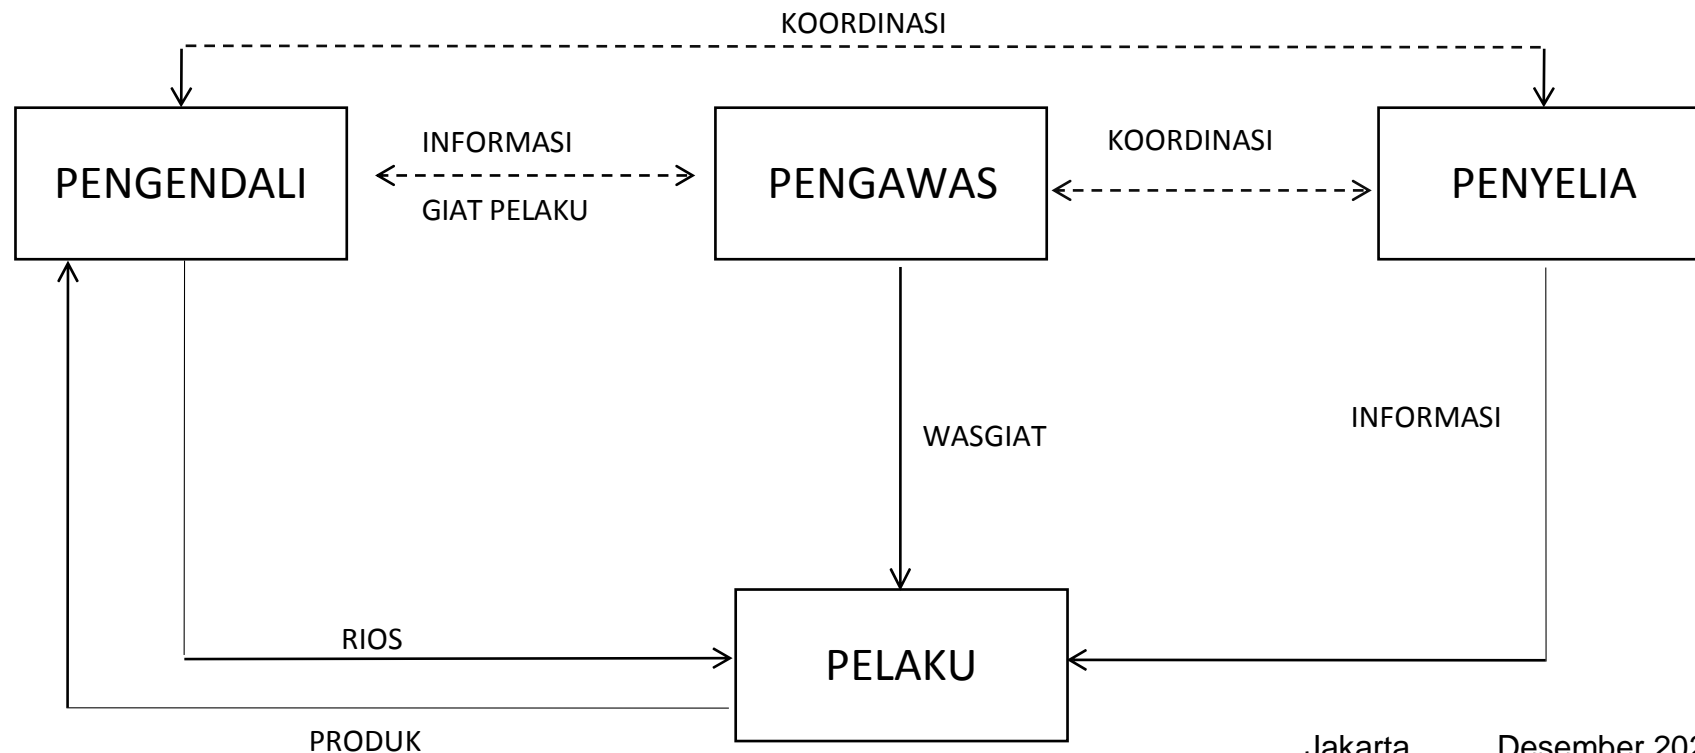 KOORDINASI
INFORMASI
KOORDINASI
PENGENDALI
PENGAWAS
PENYELIA
GIAT PELAKU
INFORMASI
WASGIAT
RIOS
PELAKU
PRODUK
Jakarta, Desember